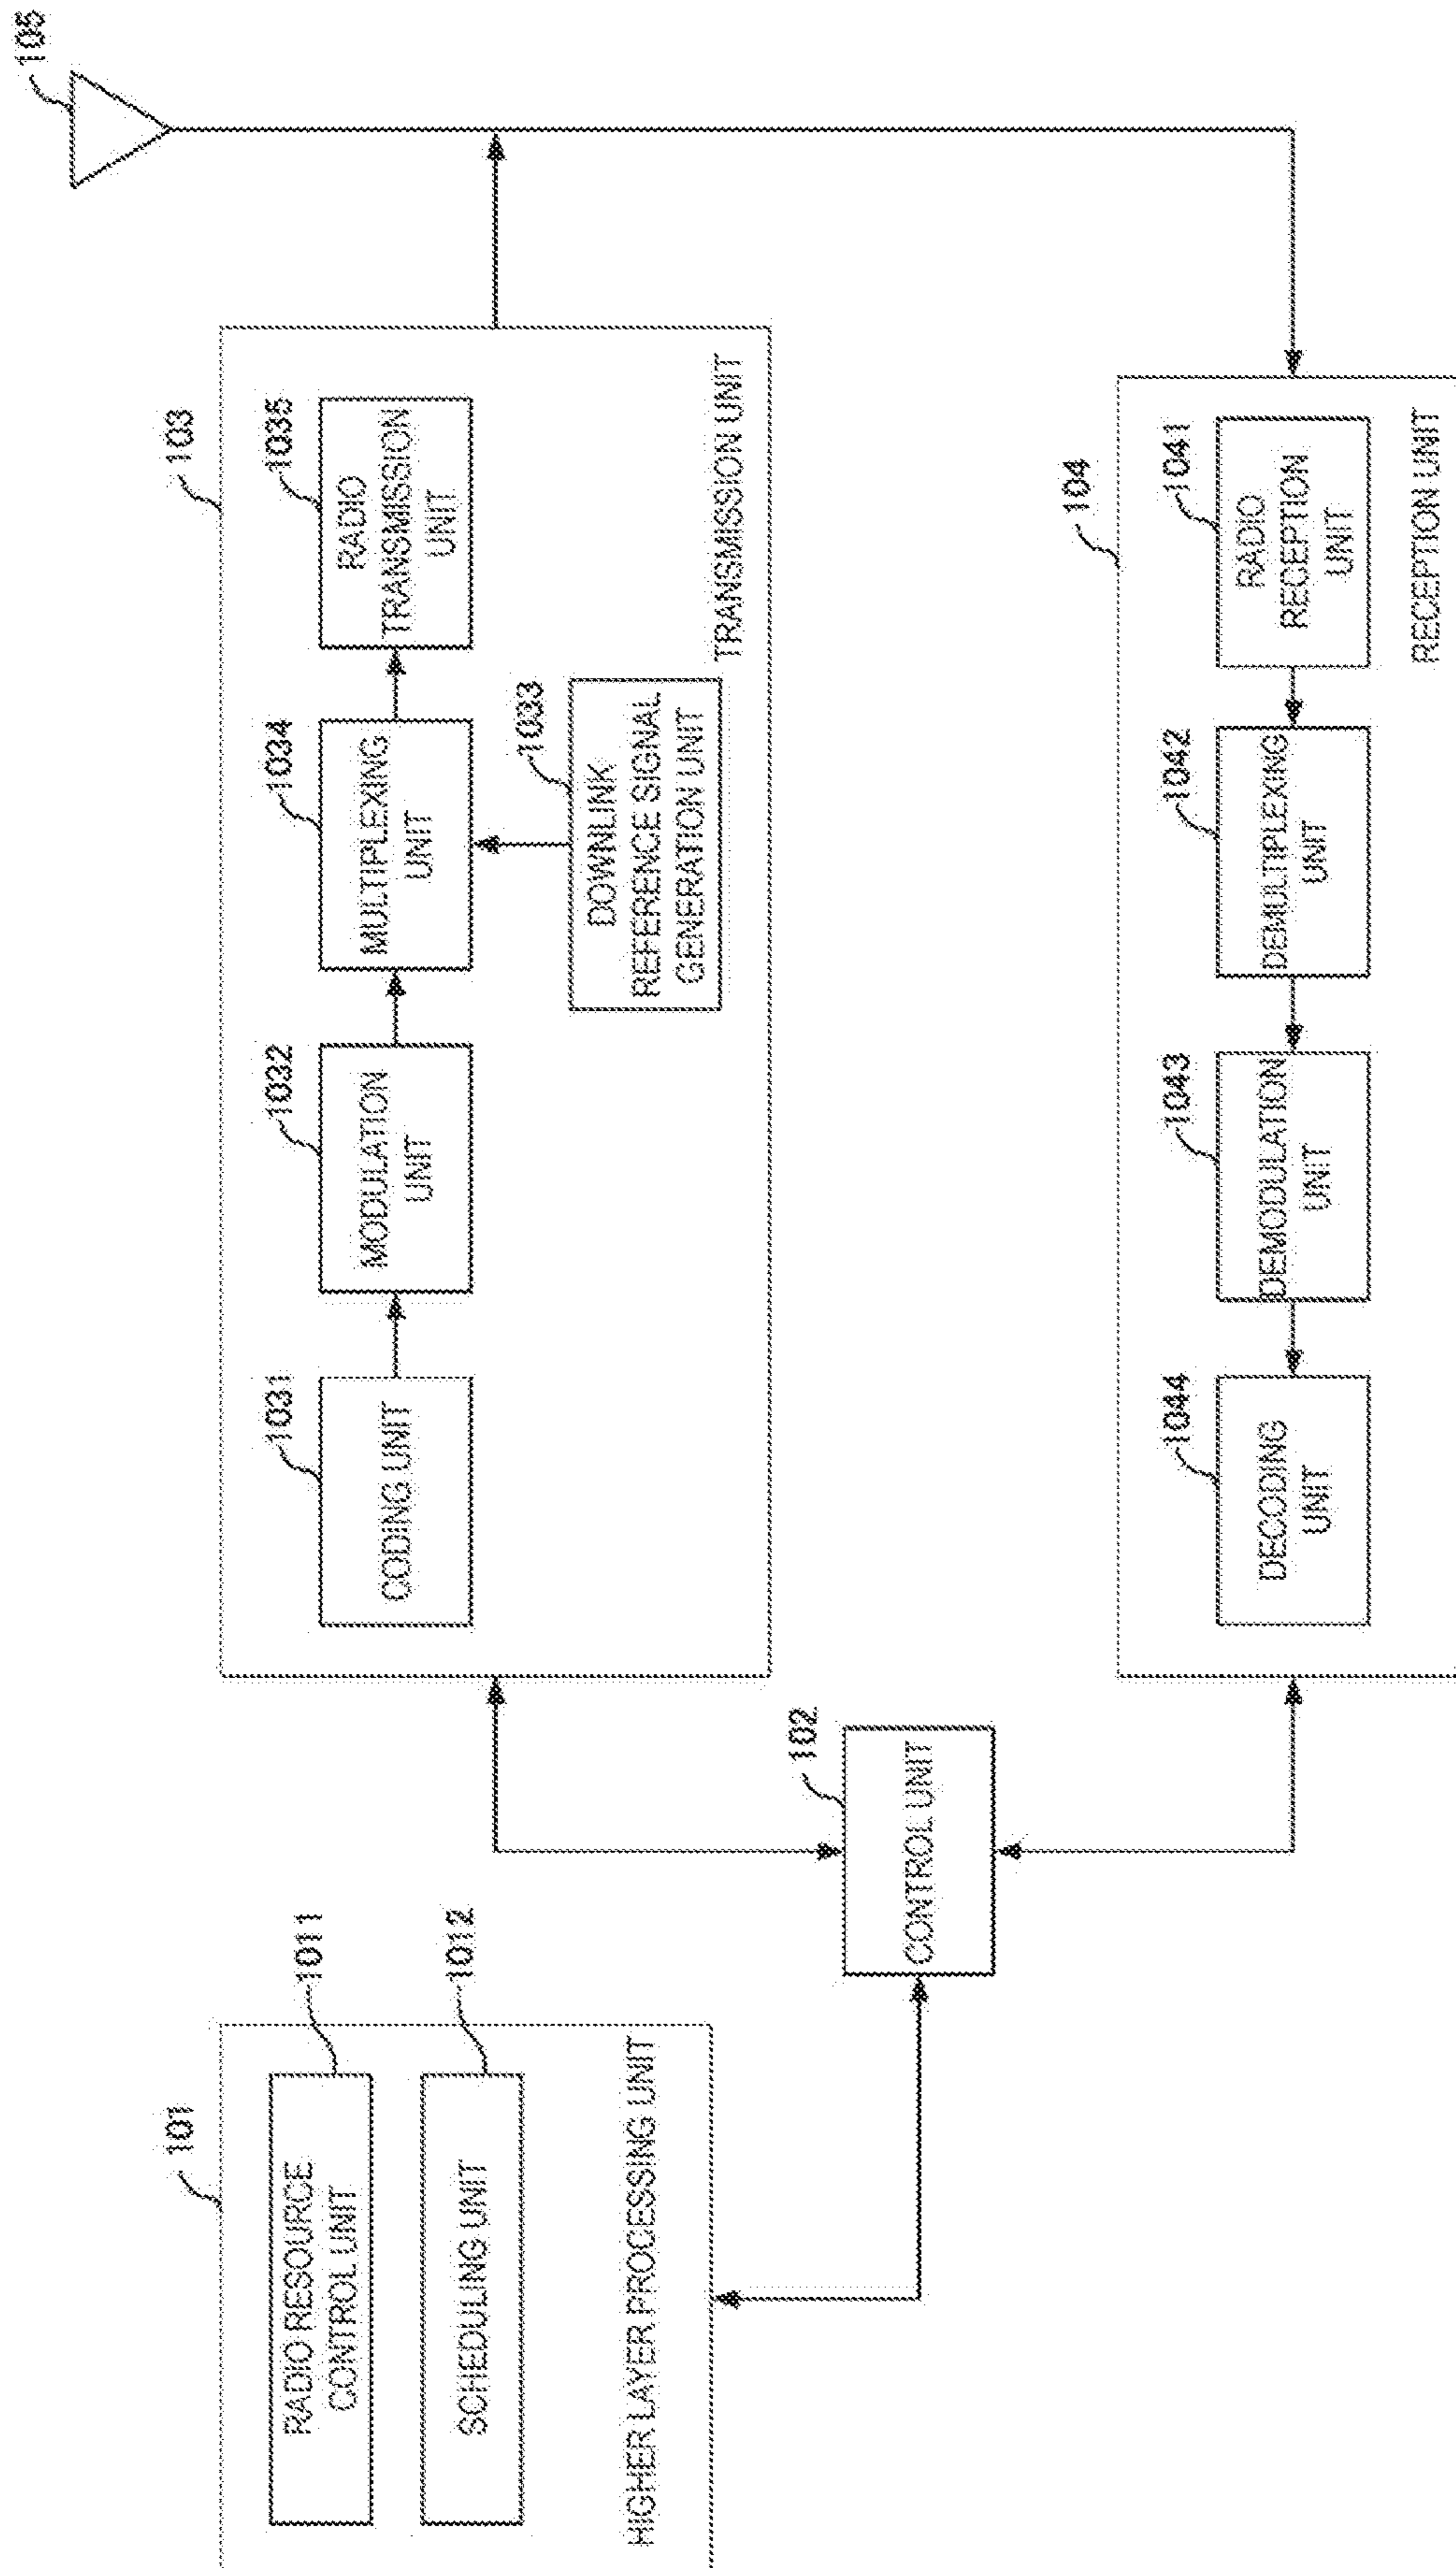 101
1011
RADIO RESOURCE
CONTROL UNIT
1012
SCHEDULING UNIT
HIGHER LAYER PROCESSING UNIT
102
CONTROL UNIT
103
1031
CODING UNIT
1032
MODULATION
UNIT
1034
MULTIPLEXING
UNIT
1035
RADIO
TRANSMISSION
UNIT
1033
DOWNLINK
REFERENCE SIGNAL
GENERATION UNIT
TRANSMISSION UNIT
105
104
1044
DECODING
UNIT
1043
DEMODULATION
UNIT
1042
DEMULTIPLEXING
UNIT
1041
RADIO
RECEPTION
UNIT
RECEPTION UNIT